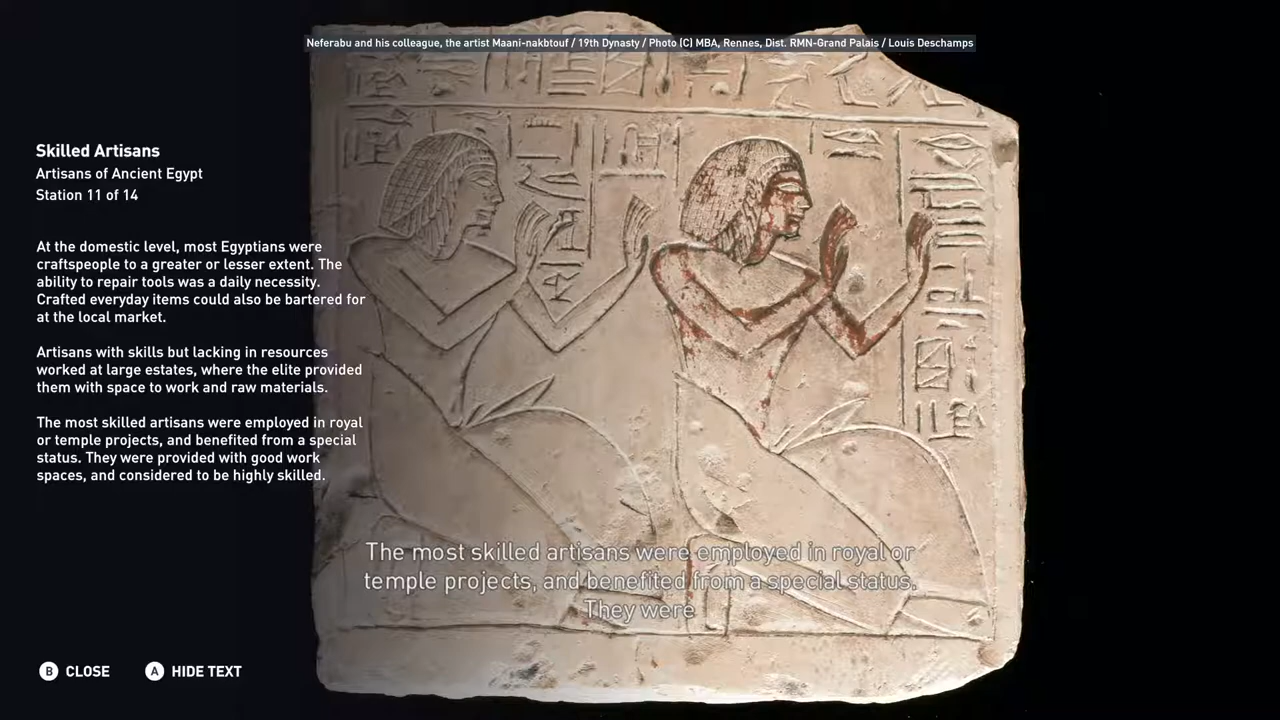 Neferabu and his colleague, the artist Maani-nakbtouf / 19th Dynasty / Photo (C) MBA, Rennes, Dist. RMN-Grand Palais / Louis Deschamps
Skilled Artisans
Artisans of Ancient Egypt
Station 11 of 14
At the domestic level, most Egyptians were
craftspeople to a greater or lesser extent. The
ability to repair tools was a daily necessity.
Crafted everyday items could also be bartered for
at the local market.
Artisans with skills but lacking in resources
worked at large estates, where the elite provided
them with space to work and raw materials.
The most skilled artisans were employed in royal
or temple projects, and benefited from a special
status. They were provided with good work
spaces, and considered to be highly skilled.
The most skilled artisans were employed in royal or
temple projects, and benefited from a special status.
They were
B CLOSE A HIDE TEXT